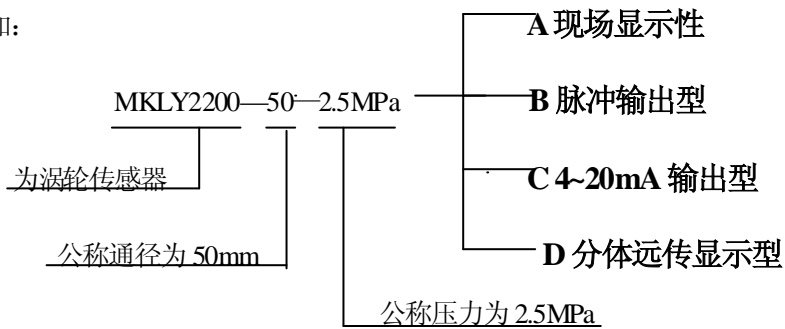 如：
A 现场显示性
MKLY2200—50—2.5MPa
B 脉冲输出型
为涡轮传感器
C 4~20mA 输出型
公称通径为 50mm
D 分体远传显示型
公称压力为 2.5MPa